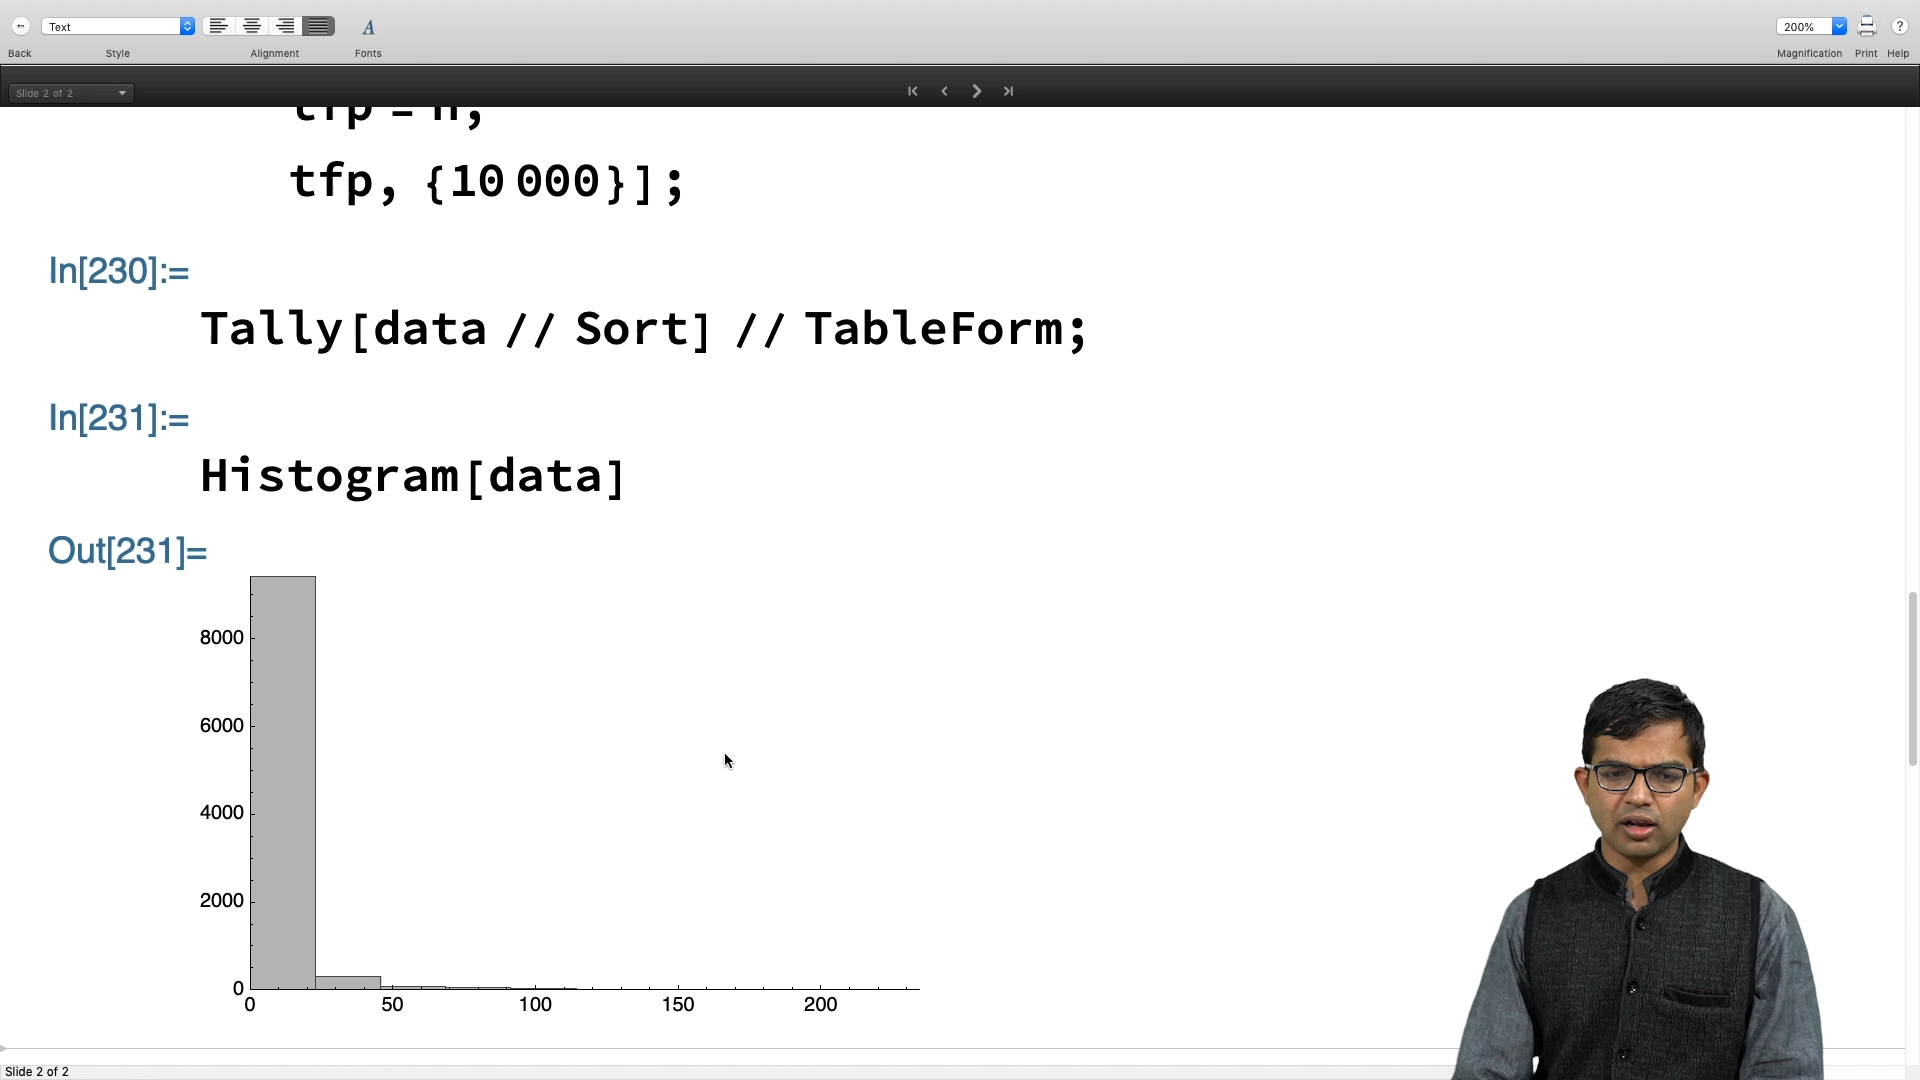 Text
200%
Back
Style
Alignment
Fonts
Magnification
Print
Help
Slide 2 of 2
tfp = n;
tfp, {10 000}];
In[230]:=
Tally[data // Sort] // TableForm;
In[231]:=
Histogram[data]
Out[231]=
8000
6000
4000
2000
0
0 50 100 150 200
Slide 2 of 2